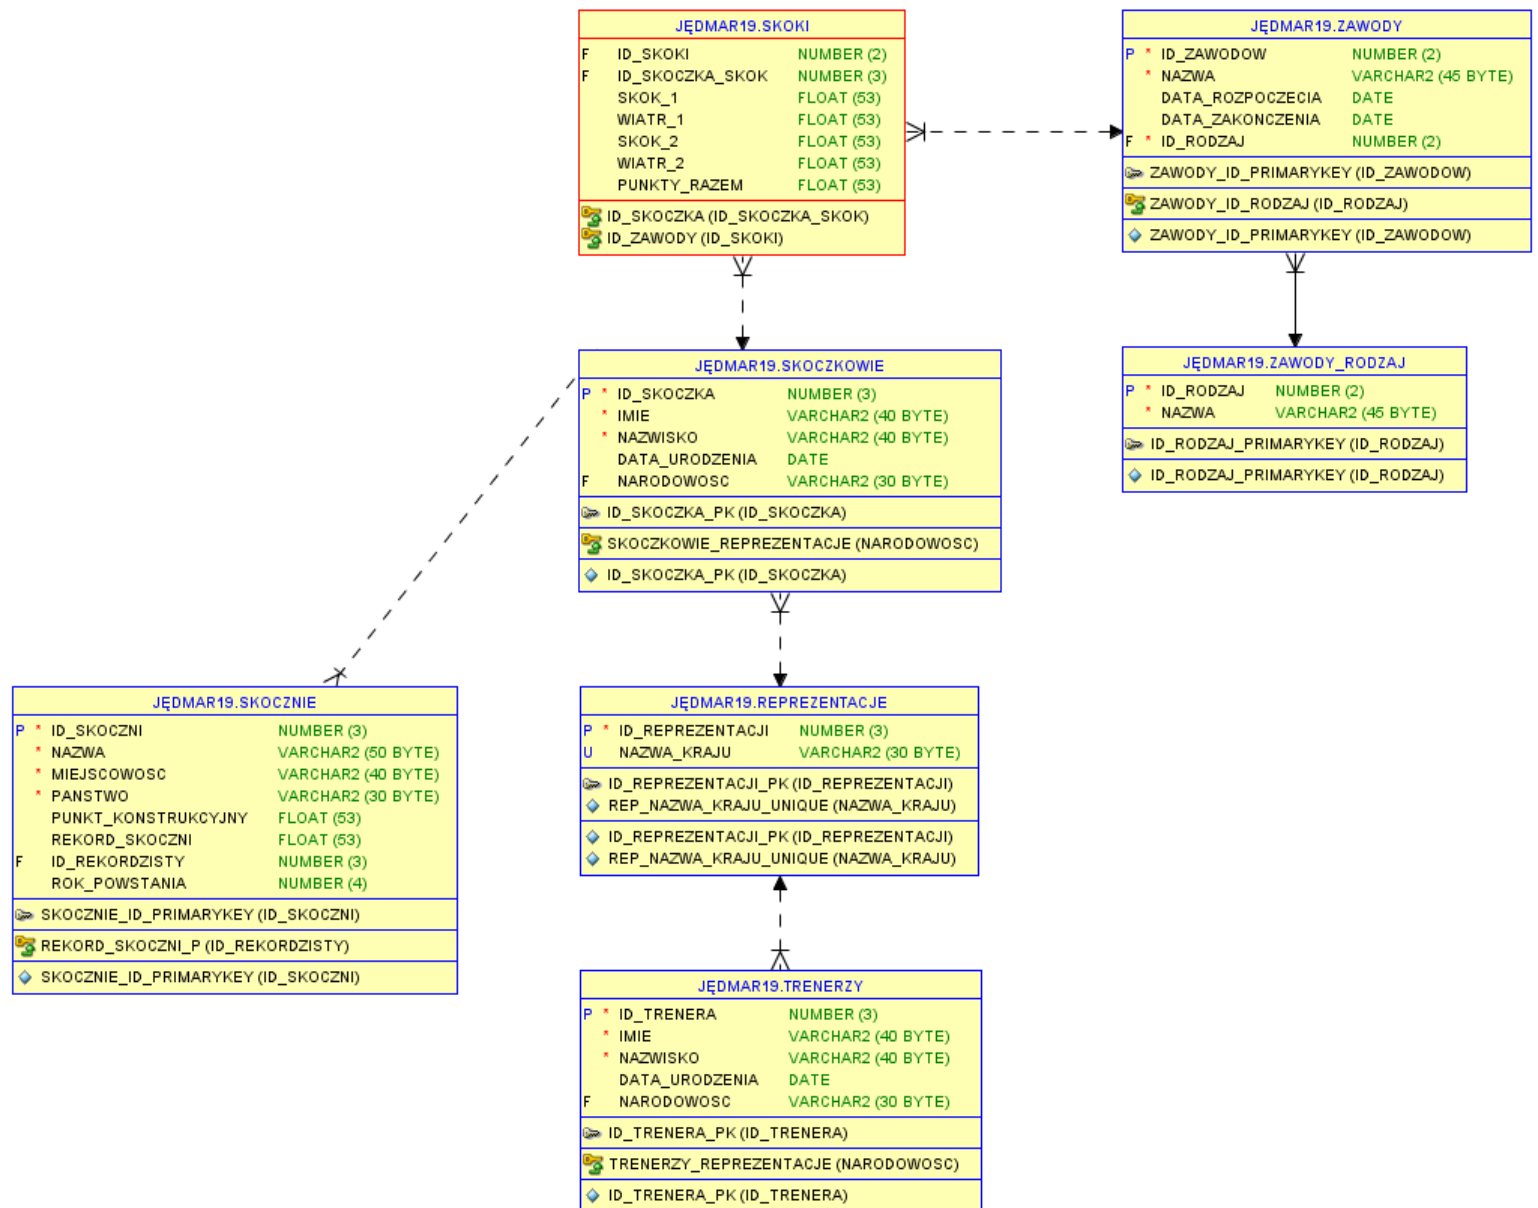 JĘDMAR19.SKOKI
F ID_SKOKI NUMBER (2)
F ID_SKOCZKA_SKOK NUMBER (3)
SKOK_1 FLOAT (53)
WIATR_1 FLOAT (53)
SKOK_2 FLOAT (53)
WIATR_2 FLOAT (53)
PUNKTY_RAZEM FLOAT (53)
ID_SKOCZKA (ID_SKOCZKA_SKOK)
ID_ZAWODY (ID_SKOKI)
JĘDMAR19.ZAWODY
P * ID_ZAWODOW NUMBER (2)
* NAZWA VARCHAR2 (45 BYTE)
DATA_ROZPOCZECIA DATE
DATA_ZAKONCZENIA DATE
F * ID_RODZAJ NUMBER (2)
ZAWODY_ID_PRIMARYKEY (ID_ZAWODOW)
ZAWODY_ID_RODZAJ (ID_RODZAJ)
ZAWODY_ID_PRIMARYKEY (ID_ZAWODOW)
JĘDMAR19.SKOCZKOWIE
P * ID_SKOCZKA NUMBER (3)
* IMIE VARCHAR2 (40 BYTE)
* NAZWISKO VARCHAR2 (40 BYTE)
DATA_URODZENIA DATE
F NARODOWOSC VARCHAR2 (30 BYTE)
ID_SKOCZKA_PK (ID_SKOCZKA)
SKOCZKOWIE_REPREZENTACJE (NARODOWOSC)
ID_SKOCZKA_PK (ID_SKOCZKA)
JĘDMAR19.ZAWODY_RODZAJ
P * ID_RODZAJ NUMBER (2)
* NAZWA VARCHAR2 (45 BYTE)
ID_RODZAJ_PRIMARYKEY (ID_RODZAJ)
ID_RODZAJ_PRIMARYKEY (ID_RODZAJ)
JĘDMAR19.SKOCZNIE
P * ID_SKOCZNI NUMBER (3)
* NAZWA VARCHAR2 (50 BYTE)
* MIEJSCOWOSC VARCHAR2 (40 BYTE)
* PANSTWO VARCHAR2 (30 BYTE)
PUNKT_KONSTRUKCYJNY FLOAT (53)
REKORD_SKOCZNI FLOAT (53)
F ID_REKORDZISTY NUMBER (3)
ROK_POWSTANIA NUMBER (4)
SKOCZNIE_ID_PRIMARYKEY (ID_SKOCZNI)
REKORD_SKOCZNI_P (ID_REKORDZISTY)
SKOCZNIE_ID_PRIMARYKEY (ID_SKOCZNI)
JĘDMAR19.REPREZENTACJE
P * ID_REPREZENTACJI NUMBER (3)
U NAZWA_KRAJU VARCHAR2 (30 BYTE)
ID_REPREZENTACJI_PK (ID_REPREZENTACJI)
REP_NAZWA_KRAJU_UNIQUE (NAZWA_KRAJU)
ID_REPREZENTACJI_PK (ID_REPREZENTACJI)
REP_NAZWA_KRAJU_UNIQUE (NAZWA_KRAJU)
JĘDMAR19.TRENERZY
P * ID_TRENERA NUMBER (3)
* IMIE VARCHAR2 (40 BYTE)
* NAZWISKO VARCHAR2 (40 BYTE)
DATA_URODZENIA DATE
F NARODOWOSC VARCHAR2 (30 BYTE)
ID_TRENERA_PK (ID_TRENERA)
TRENERZY_REPREZENTACJE (NARODOWOSC)
ID_TRENERA_PK (ID_TRENERA)